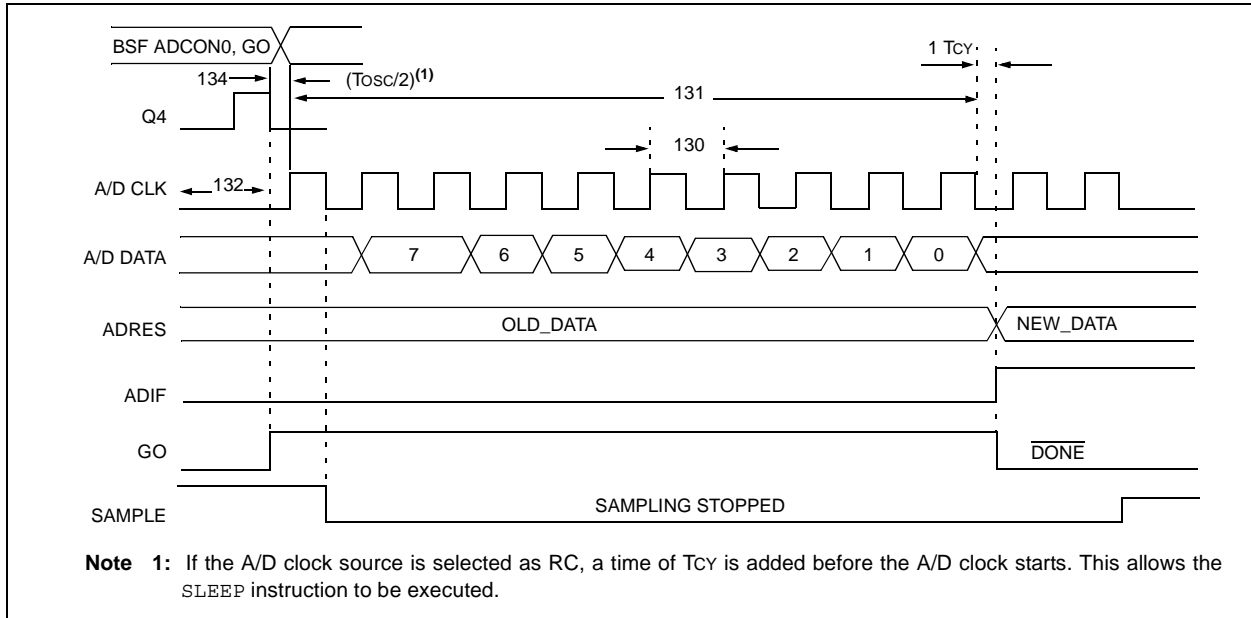 BSF ADCON0, GO
1 TCY
134
(TOSC/2)(1)
131
Q4
130
A/D CLK
132
A/D DATA
7 6 5 4 3 2 1 0
ADRES
OLD_DATA
NEW_DATA
ADIF
GO
DONE
SAMPLE
SAMPLING STOPPED
Note 1: If the A/D clock source is selected as RC, a time of TCY is added before the A/D clock starts. This allows the
SLEEP instruction to be executed.